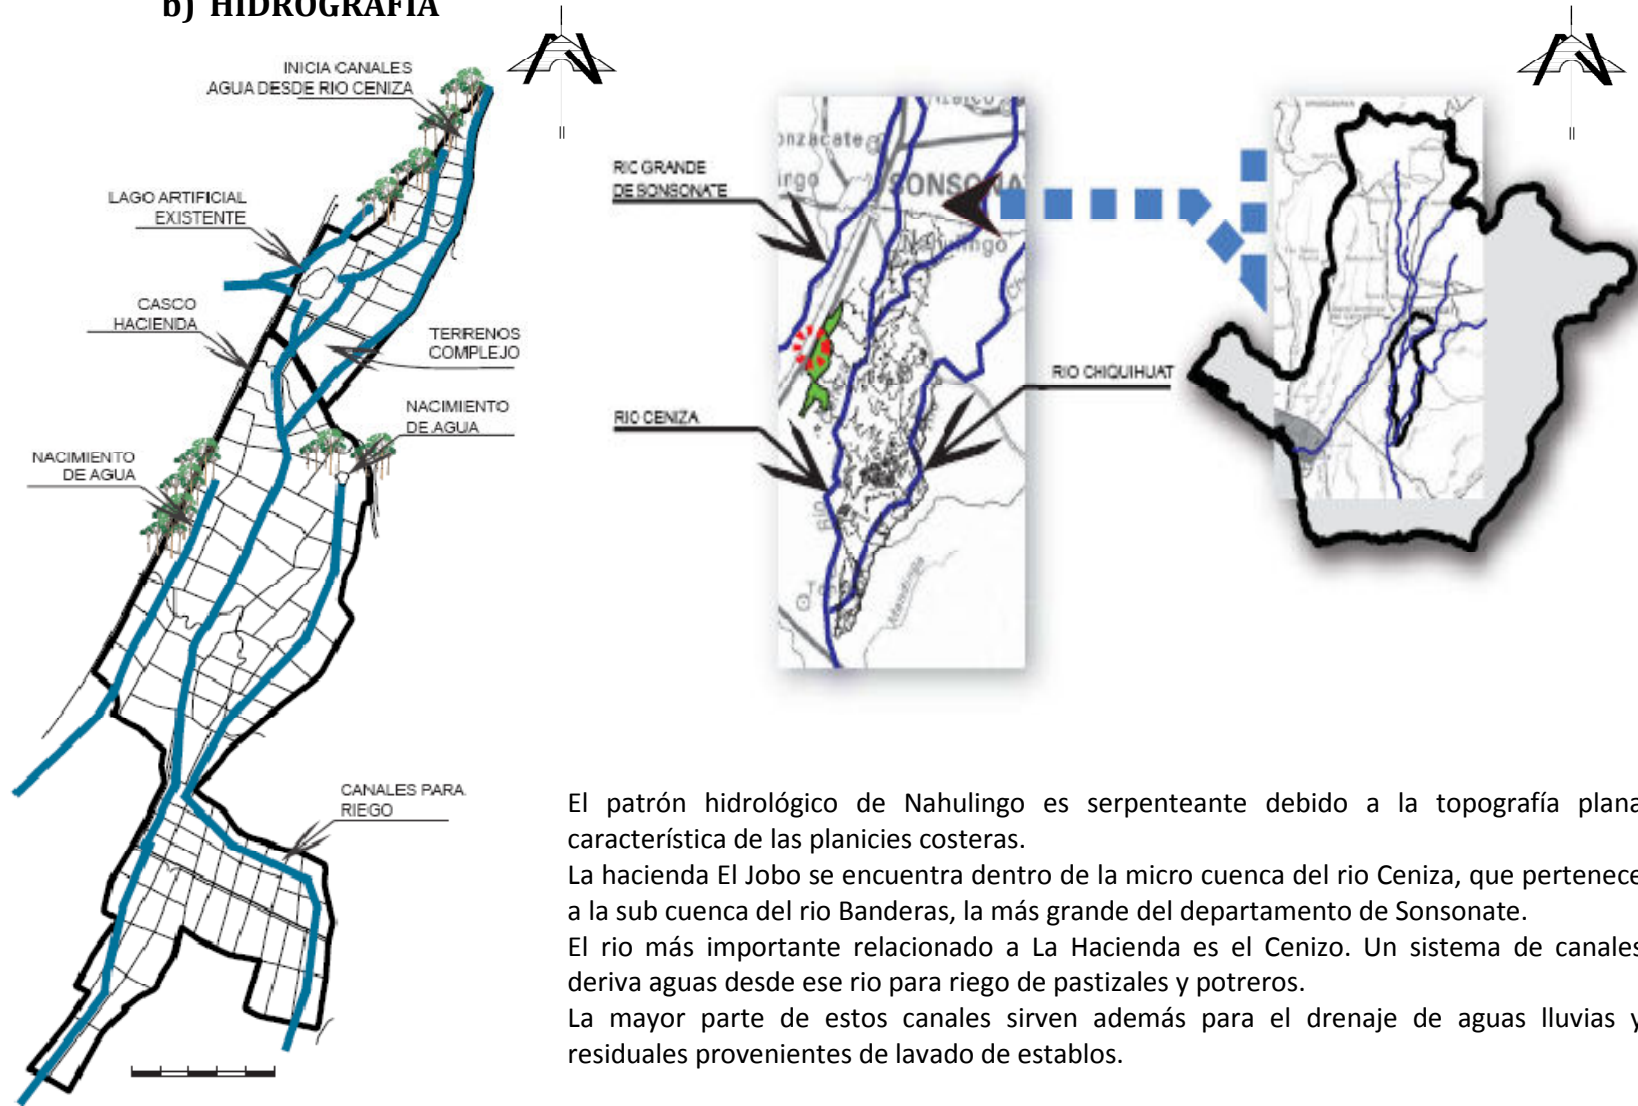 b) HIDROGRAFIA
INICIA CANALES
AGUA DESDE RIO CENIZA
LAGO ARTIFICIAL
EXISTENTE
CASCO
HACIENDA
TERRENOS
COMPLEJO
NACIMIENTO
DE AGUA
NACIMIENTO
DE AGUA
CANALES PARA
RIEGO
RIO GRANDE
DE SONSONATE
RIO CENIZA
RIO CHIQUIHUAT
onzacate
SONSONA
Nahulingo
Mandinga
El patrón hidrológico de Nahulingo es serpenteante debido a la topografía plana
característica de las planicies costeras.
La hacienda El Jobo se encuentra dentro de la micro cuenca del rio Ceniza, que pertenece
a la sub cuenca del rio Banderas, la más grande del departamento de Sonsonate.
El rio más importante relacionado a La Hacienda es el Cenizo. Un sistema de canales
deriva aguas desde ese rio para riego de pastizales y potreros.
La mayor parte de estos canales sirven además para el drenaje de aguas lluvias y
residuales provenientes de lavado de establos.